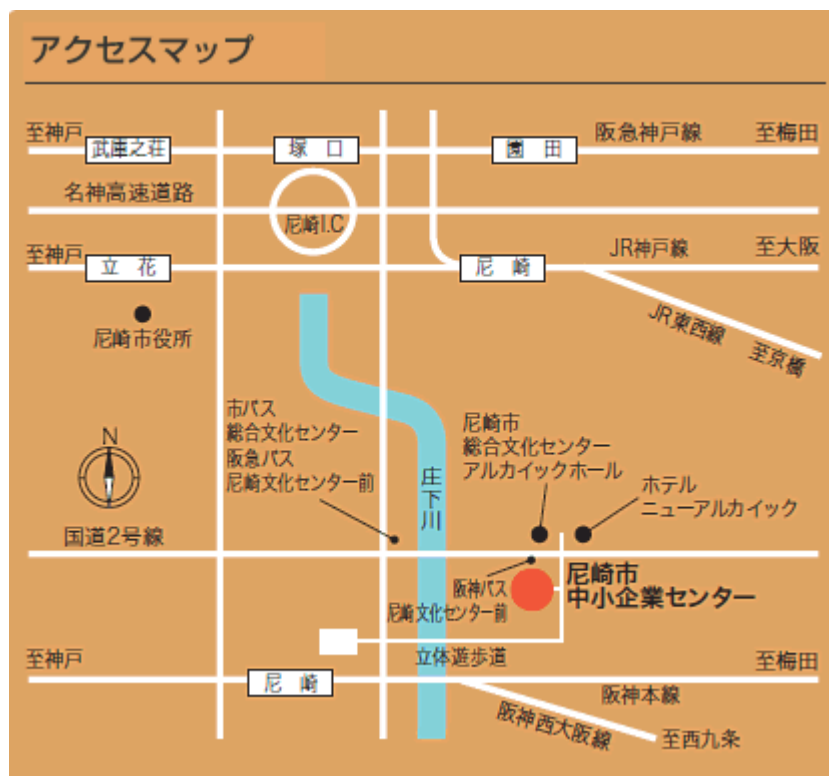 アクセスマップ
至神戸
武庫之荘
塚口
園田
阪急神戸線
至梅田
名神高速道路
尼崎I.C
至神戸
立花
尼崎
JR神戸線
至大阪
JR東西線
至京橋
尼崎市役所
市バス
総合文化センター
阪急バス
尼崎文化センター前
尼崎市
総合文化センター
アルカイックホール
ホテル
ニューアルカイック
庄下川
N
国道2号線
阪神バス
尼崎文化センター前
尼崎市
中小企業センター
立体遊歩道
至神戸
尼崎
至梅田
阪神本線
阪神西大阪線
至西九条